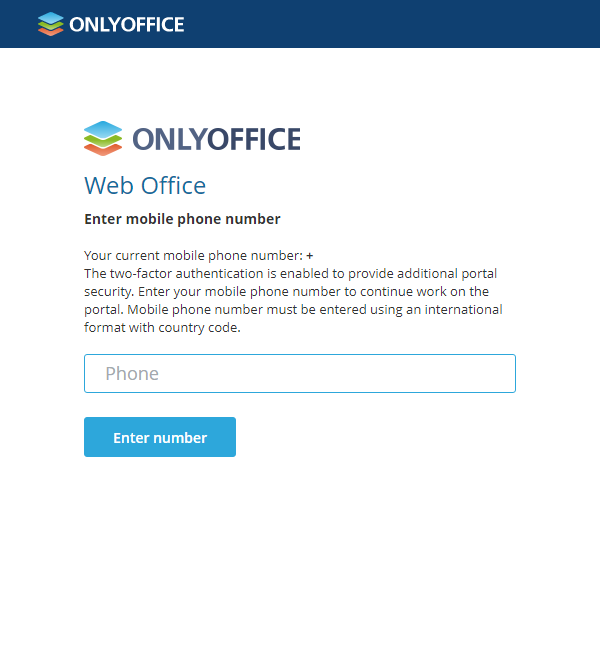 ONLYOFFICE
ONLYOFFICE
Web Office
Enter mobile phone number
Your current mobile phone number: +
The two-factor authentication is enabled to provide additional portal
security. Enter your mobile phone number to continue work on the
portal. Mobile phone number must be entered using an international
format with country code.
Phone
Enter number